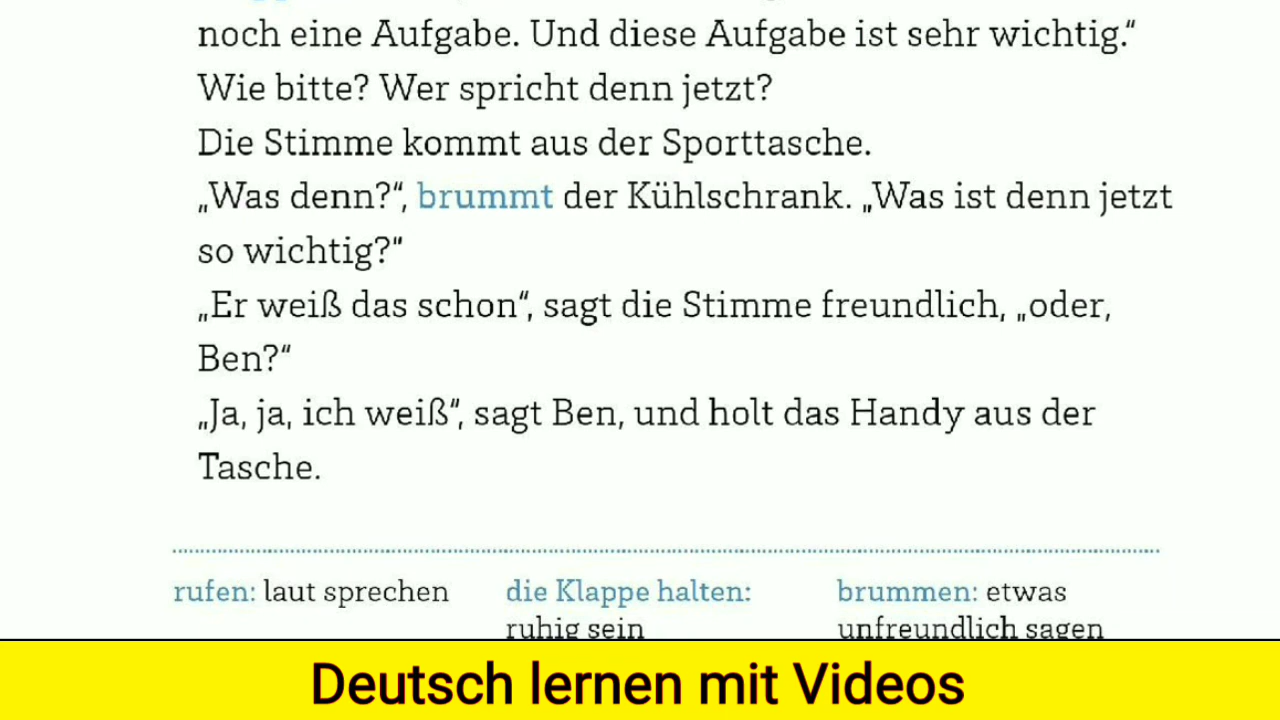 noch eine Aufgabe. Und diese Aufgabe ist sehr wichtig.“
Wie bitte? Wer spricht denn jetzt?
Die Stimme kommt aus der Sporttasche.
„Was denn?“, brummt der Kühlschrank. „Was ist denn jetzt
so wichtig?“
„Er weiß das schon“, sagt die Stimme freundlich, „oder,
Ben?“
„Ja, ja, ich weiß“, sagt Ben, und holt das Handy aus der
Tasche.
rufen: laut sprechen
die Klappe halten:
ruhig sein
brummen: etwas
unfreundlich sagen
Deutsch lernen mit Videos